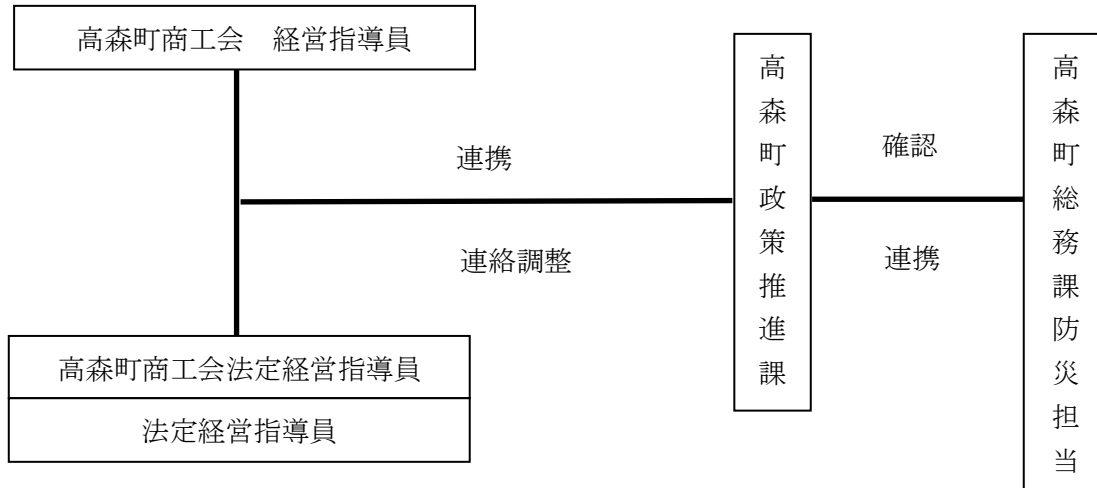 高森町商工会　経営指導員
連携
連絡調整
高森町商工会法定経営指導員
法定経営指導員
高森町政策推進課
確認
連携
高森町総務課防災担当